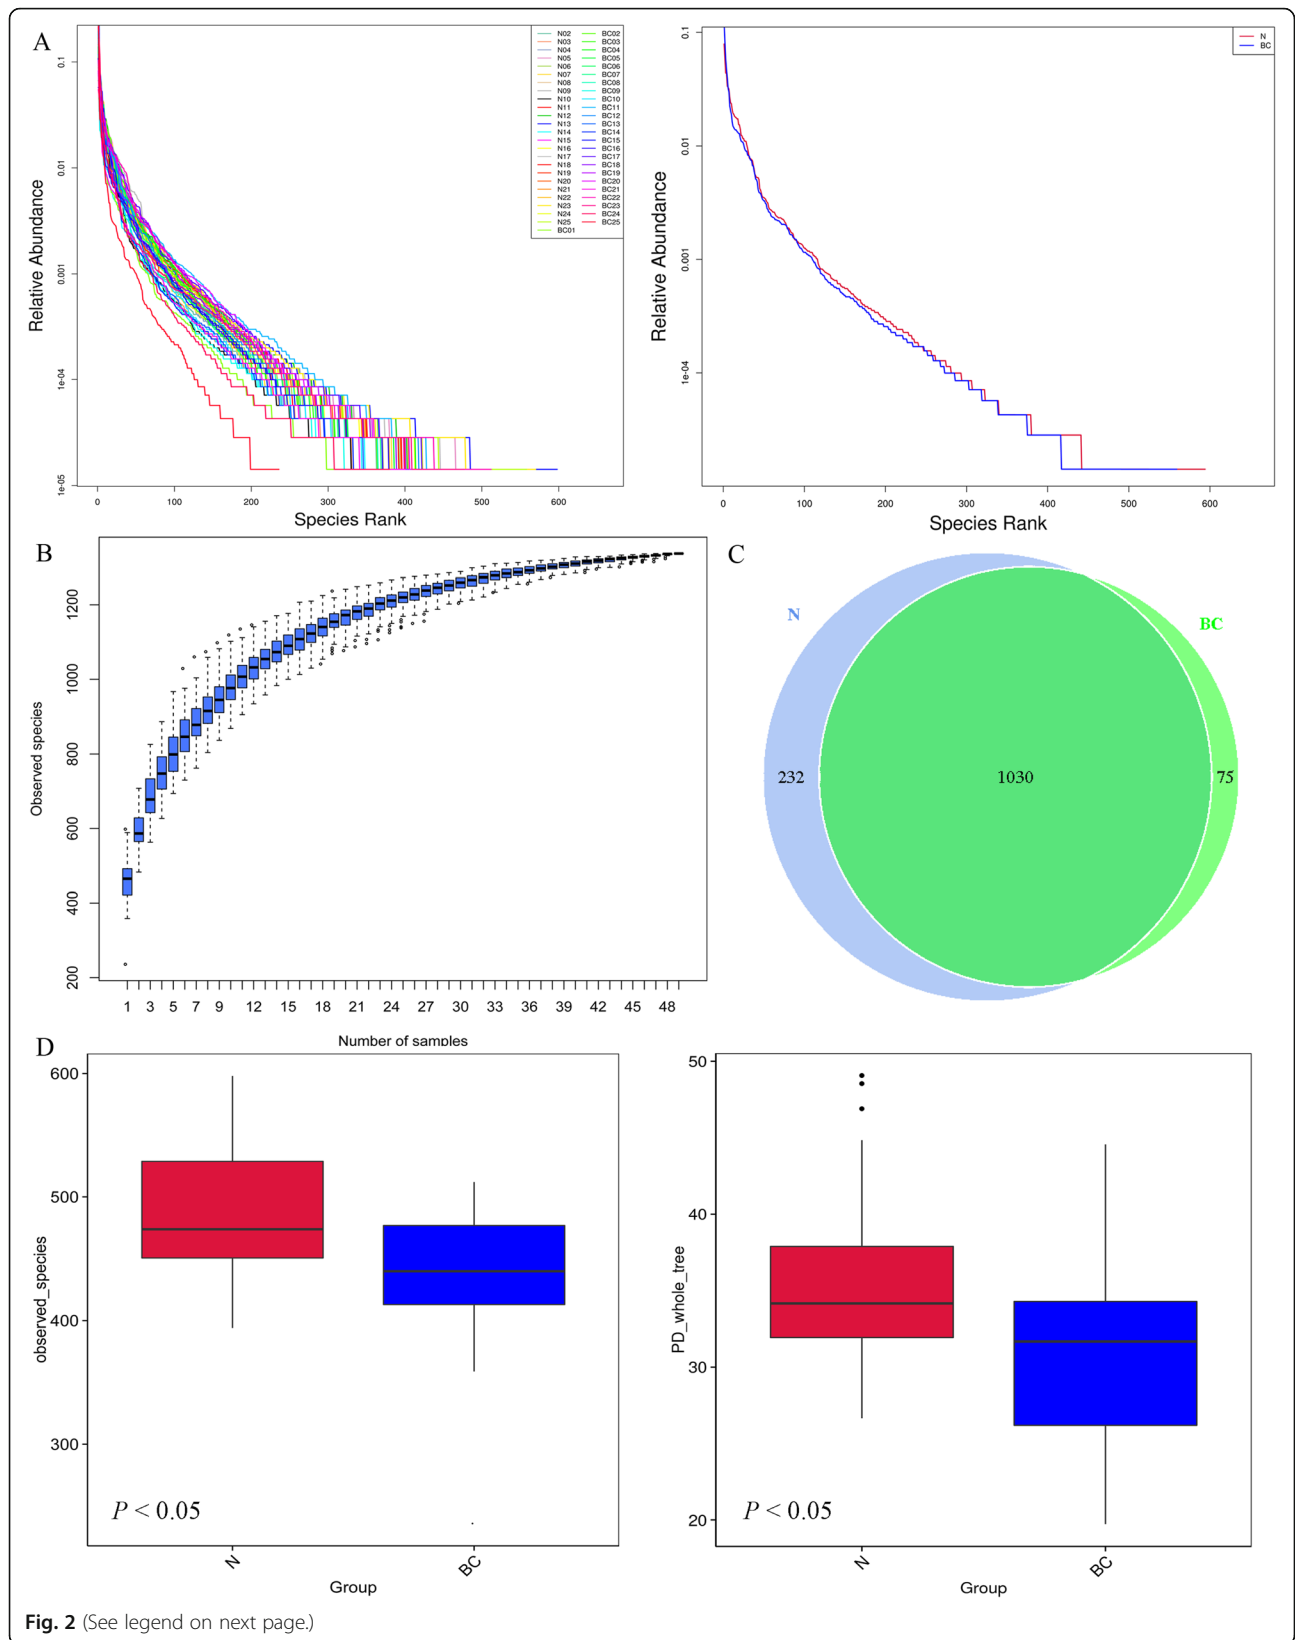 A
0.1
0.01
0.001
1e-04
1e-05
Relative Abundance
0
100
200
300
400
500
600
Species Rank
N02 BC02
N03 BC03
N04 BC04
N05 BC05
N06 BC06
N07 BC07
N08 BC08
N09 BC09
N10 BC10
N11 BC11
N12 BC12
N13 BC13
N14 BC14
N15 BC15
N16 BC16
N17 BC17
N18 BC18
N19 BC19
N20 BC20
N21 BC21
N22 BC22
N23 BC23
N24 BC24
N25 BC25
BC01
0.1
0.01
0.001
1e-04
Relative Abundance
0
100
200
300
400
500
600
Species Rank
N
BC
B
1200
1000
800
600
400
200
Observed species
1 3 5 7 9 12 15 18 21 24 27 30 33 36 39 42 45 48
Number of samples
C
N
BC
232
1030
75
D
600
500
400
300
observed_species
P < 0.05
N
BC
Group
50
40
30
20
PD_whole_tree
P < 0.05
N
BC
Group
Fig. 2 (See legend on next page.)